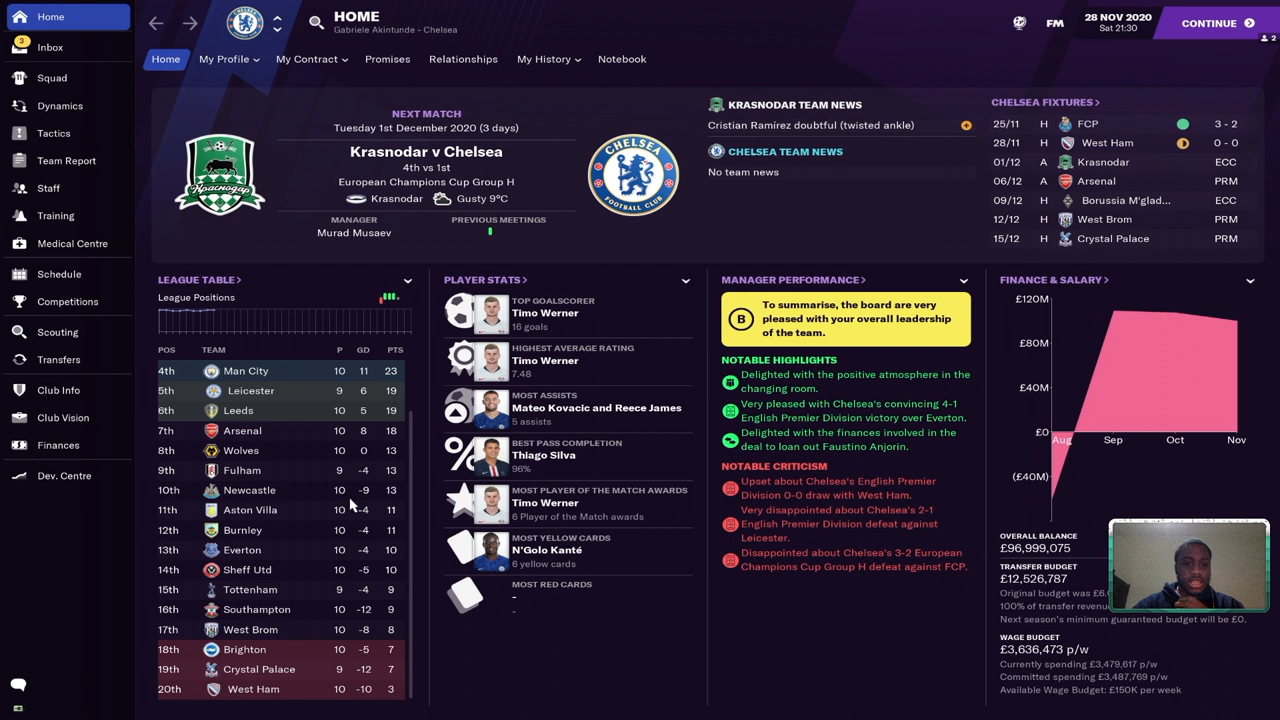 Home
3
Inbox
Squad
Dynamics
Tactics
Team Report
Staff
Training
Medical Centre
Schedule
Competitions
Scouting
Transfers
Club Info
Club Vision
Finances
Dev. Centre
HOME
Gabriele Akintunde - Chelsea
FM
28 NOV 2020
Sat 21:30
CONTINUE
2
Home
My Profile
My Contract
Promises
Relationships
My History
Notebook
NEXT MATCH
Tuesday 1st December 2020 (3 days)
Krasnodar v Chelsea
4th vs 1st
European Champions Cup Group H
Krasnodar
Gusty 9°C
MANAGER
Murad Musaev
PREVIOUS MEETINGS
Краснодар
CHELSEA
FOOTBALL CLUB
KRASNODAR TEAM NEWS
Cristian Ramírez doubtful (twisted ankle)
CHELSEA TEAM NEWS
No team news
CHELSEA FIXTURES >
25/11 H FCP 3 - 2
28/11 H West Ham 0 - 0
01/12 A Krasnodar ECC
06/12 A Arsenal PRM
09/12 H Borussia M'glad... ECC
12/12 H West Brom PRM
15/12 H Crystal Palace PRM
LEAGUE TABLE >
League Positions
POS TEAM P GD PTS
4th Man City 10 11 23
5th Leicester 9 6 19
6th Leeds 10 5 19
7th Arsenal 10 8 18
8th Wolves 10 0 13
9th Fulham 9 -4 13
10th Newcastle 10 -9 13
11th Aston Villa 10 -4 11
12th Burnley 10 -4 11
13th Everton 10 -4 10
14th Sheff Utd 10 -5 10
15th Tottenham 9 -4 9
16th Southampton 10 -12 9
17th West Brom 10 -8 8
18th Brighton 10 -5 7
19th Crystal Palace 9 -12 7
20th West Ham 10 -10 3
PLAYER STATS >
TOP GOALSCORER
Timo Werner
16 goals
HIGHEST AVERAGE RATING
Timo Werner
7.48
MOST ASSISTS
Mateo Kovacic and Reece James
5 assists
BEST PASS COMPLETION
Thiago Silva
96%
MOST PLAYER OF THE MATCH AWARDS
Timo Werner
6 Player of the Match awards
MOST YELLOW CARDS
N'Golo Kanté
6 yellow cards
MOST RED CARDS
-
-
MANAGER PERFORMANCE >
B
To summarise, the board are very
pleased with your overall leadership
of the team.
NOTABLE HIGHLIGHTS
Delighted with the positive atmosphere in the
changing room.
Very pleased with Chelsea's convincing 4-1
English Premier Division victory over Everton.
Delighted with the finances involved in the
deal to loan out Faustino Anjorin.
NOTABLE CRITICISM
Upset about Chelsea's English Premier
Division 0-0 draw with West Ham.
Very disappointed about Chelsea's 2-1
English Premier Division defeat against
Leicester.
Disappointed about Chelsea's 3-2 European
Champions Cup Group H defeat against FCP.
FINANCE & SALARY >
£120M
£80M
£40M
£0
(£40M)
Aug Sep Oct Nov
OVERALL BALANCE
£96,999,075
TRANSFER BUDGET
£12,526,787
Original budget was £6.
100% of transfer revenu
Next season's minimum guaranteed budget will be £0.
WAGE BUDGET
£3,636,473 p/w
Currently spending £3,479,617 p/w
Committed spending £3,487,769 p/w
Available Wage Budget: £150K per week